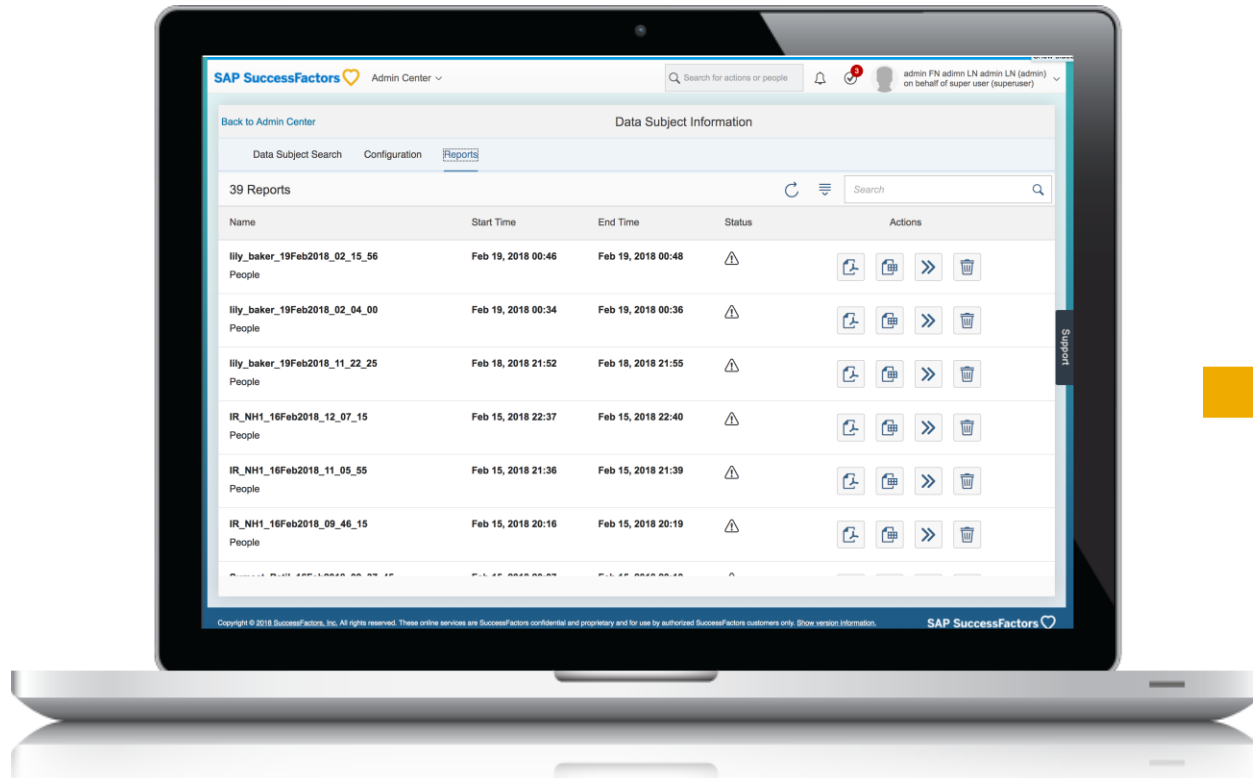 SAP SuccessFactors Admin Center
Search for actions or people
3
admin FN adimn LN admin LN (admin)
on behalf of super user (superuser)
Back to Admin Center
Data Subject Information
Data Subject Search Configuration Reports
39 Reports
Search
Name Start Time End Time Status Actions
lily_baker_19Feb2018_02_15_56 Feb 19, 2018 00:46 Feb 19, 2018 00:48
People
lily_baker_19Feb2018_02_04_00 Feb 19, 2018 00:34 Feb 19, 2018 00:36
People
lily_baker_19Feb2018_11_22_25 Feb 18, 2018 21:52 Feb 18, 2018 21:55
People
IR_NH1_16Feb2018_12_07_15 Feb 15, 2018 22:37 Feb 15, 2018 22:40
People
IR_NH1_16Feb2018_11_05_55 Feb 15, 2018 21:36 Feb 15, 2018 21:39
People
IR_NH1_16Feb2018_09_46_15 Feb 15, 2018 20:16 Feb 15, 2018 20:19
People
Support
Copyright © 2018 SuccessFactors, Inc. All rights reserved. These online services are SuccessFactors confidential and proprietary and for use by authorized SuccessFactors customers only. Show version information.
SAP SuccessFactors